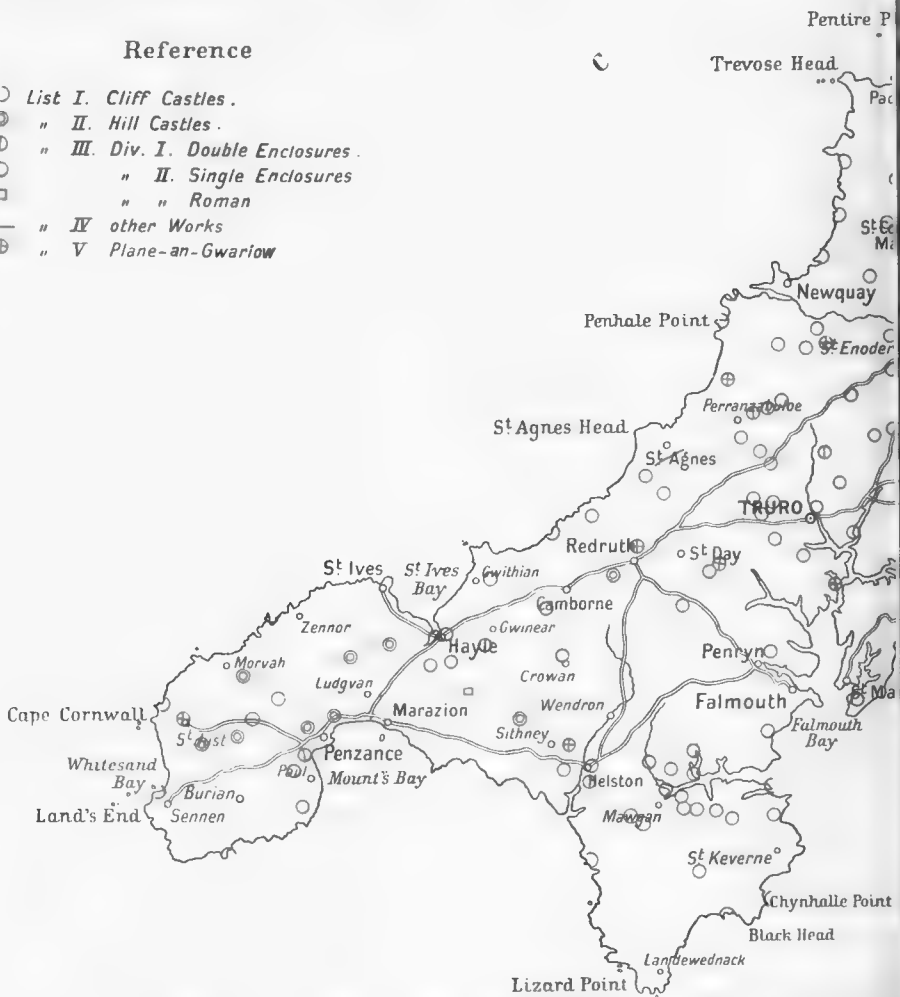 Reference
List I. Cliff Castles.
" II. Hill Castles.
" III. Div. I. Double Enclosures.
" II. Single Enclosures
" " Roman
" IV other Works
" V Plane-an-Gwariow
Pentire P
Trevose Head
Pad
Newquay
Penhale Point
St Enoder
Perranzabuloe
St Agnes Head
St Agnes
TRURO
Redruth
St Day
St Ives
St Ives
Bay
Gwithian
Camborne
Zennor
Gwinear
Hayle
Morvah
Crowan
Penryn
Ludgvan
St Ma
Wendron
Falmouth
Cape Cornwall
Marazion
Falmouth
Bay
St Just
Sithney
Penzance
Whitesand
Bay
Paul
Mount's Bay
Helston
Burian
Land's End
Sennen
Mawgan
St Keverne
Chynhalle Point
Black Head
Landewednack
Lizard Point